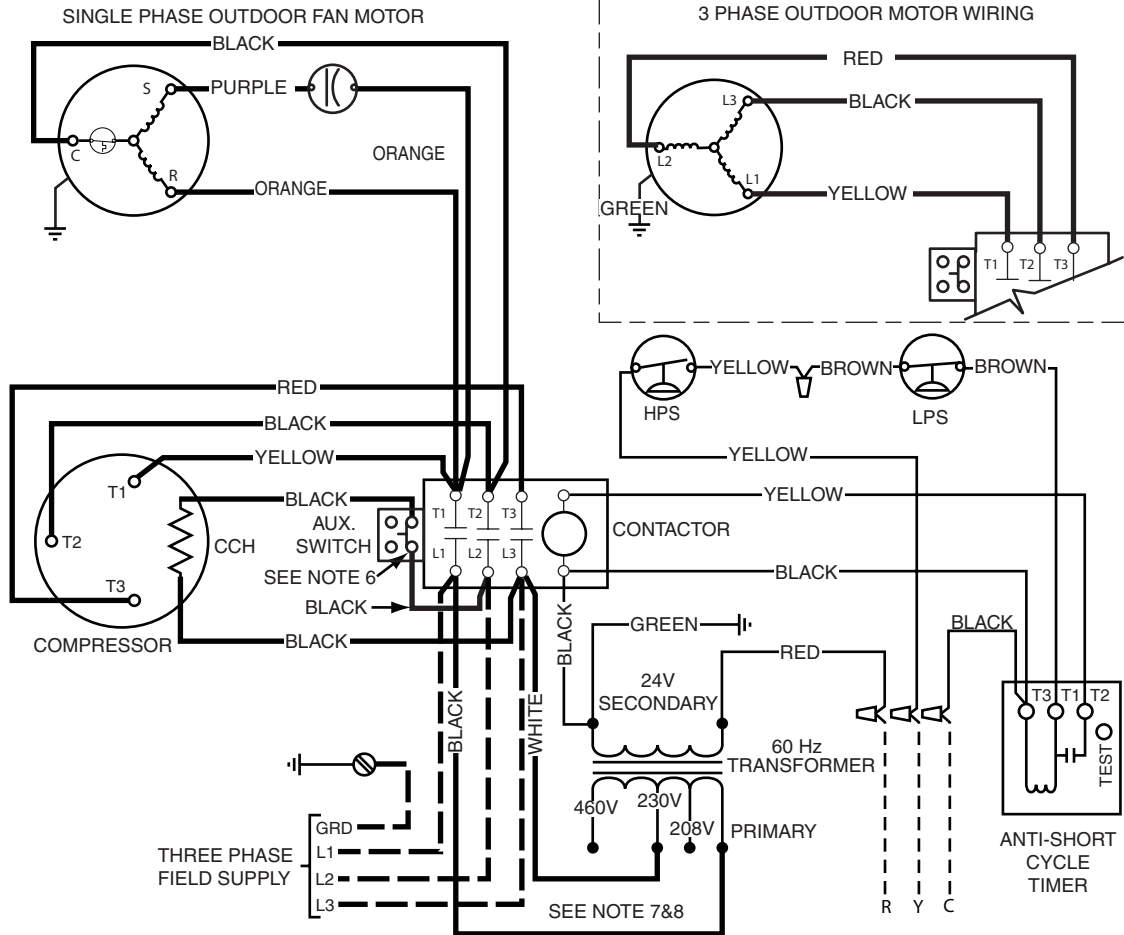 SINGLE PHASE OUTDOOR FAN MOTOR
BLACK
S
PURPLE
C
ORANGE
R
ORANGE
3 PHASE OUTDOOR MOTOR WIRING
RED
L3
BLACK
L2
L1
YELLOW
GREEN
T1
T2
T3
YELLOW
BROWN
BROWN
HPS
LPS
YELLOW
RED
BLACK
YELLOW
T1
BLACK
AUX.
SWITCH
T2
CCH
SEE NOTE 6
T3
BLACK
COMPRESSOR
BLACK
T1
T2
T3
L1
L2
L3
CONTACTOR
YELLOW
BLACK
BLACK
GREEN
RED
BLACK
24V
SECONDARY
BLACK
WHITE
60 Hz
TRANSFORMER
460V
230V
208V
PRIMARY
T3
T1
T2
TEST
ANTI-SHORT
CYCLE
TIMER
GRD
THREE PHASE
FIELD SUPPLY
L1
L2
L3
SEE NOTE 7&8
R
Y
C